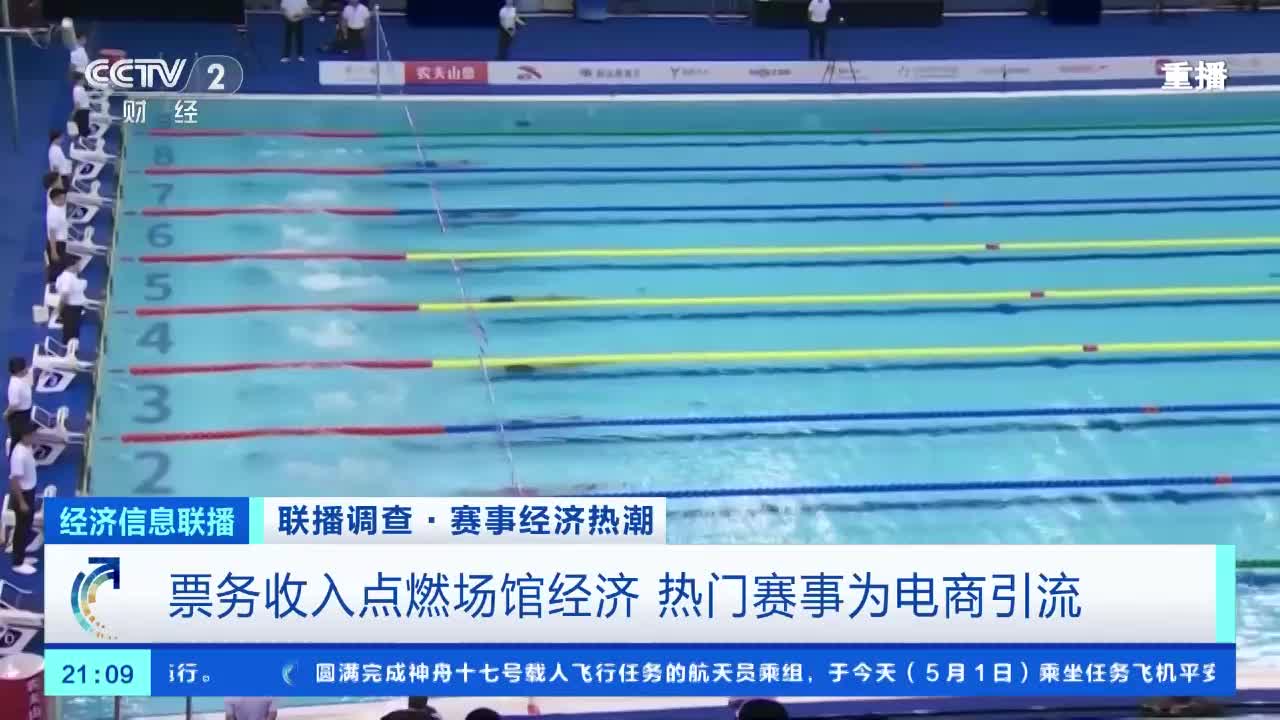 CCTV 2
财经
重播
农夫山泉
8
7
6
5
4
3
2
经济信息联播
联播调查·赛事经济热潮
票务收入点燃场馆经济 热门赛事为电商引流
21:09
行。
圆满完成神舟十七号载人飞行任务的航天员乘组，于今天（5月1日）乘坐任务飞机平安